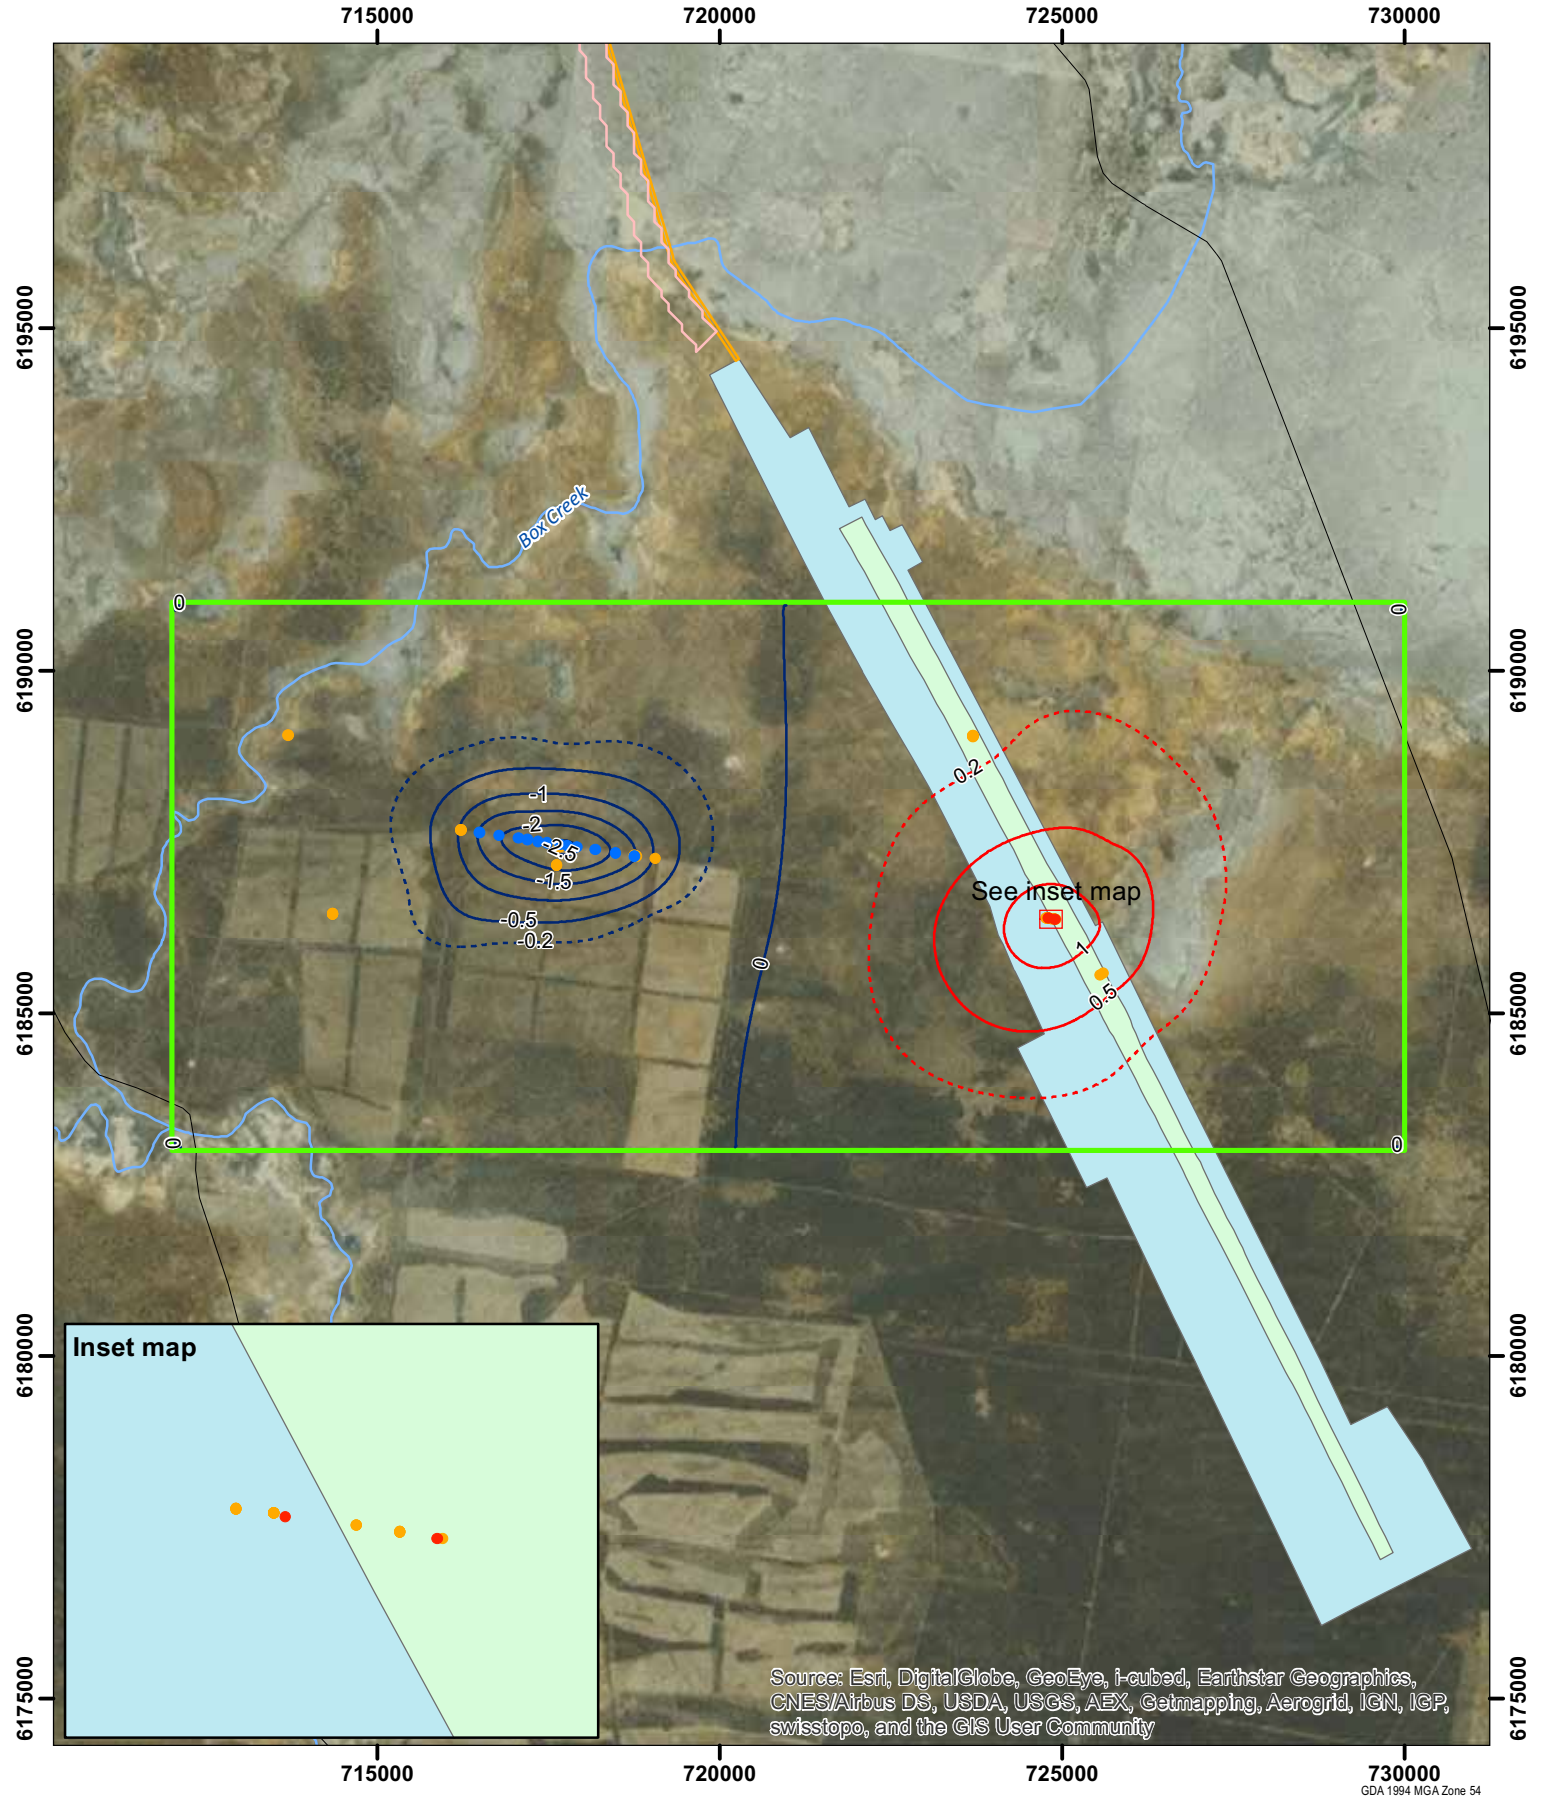 715000 720000 725000 730000
6195000 6195000
Box Creek
0 0
6190000 6190000
0.2
-1
-2
-2.5
-1.5
See inset map
-0.5
-0.2
1
0
0.5
6185000 6185000
0 0
6180000 6180000
Inset map
Source: Esri, DigitalGlobe, GeoEye, i-cubed, Earthstar Geographics,
CNES/Airbus DS, USDA, USGS, AEX, Getmapping, Aerogrid, IGN, IGP,
swisstopo, and the GIS User Community
6175000 6175000
715000 720000 725000 730000
GDA 1994 MGA Zone 54